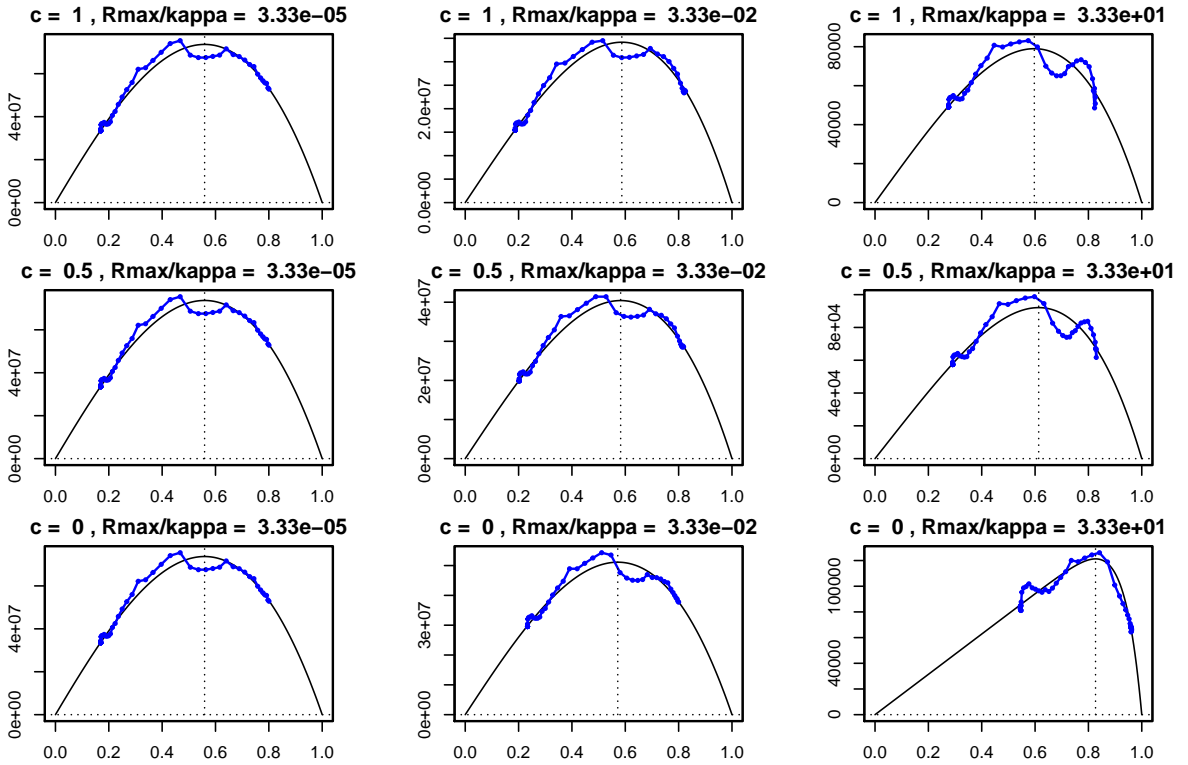 c = 1 , Rmax/kappa = 3.33e−05
c = 1 , Rmax/kappa = 3.33e−02
c = 1 , Rmax/kappa = 3.33e+01
0e+00 4e+07
0.0e+00 2.0e+07
0 40000 80000
0.0 0.2 0.4 0.6 0.8 1.0
0.0 0.2 0.4 0.6 0.8 1.0
0.0 0.2 0.4 0.6 0.8 1.0
c = 0.5 , Rmax/kappa = 3.33e−05
c = 0.5 , Rmax/kappa = 3.33e−02
c = 0.5 , Rmax/kappa = 3.33e+01
0e+00 4e+07
0e+00 2e+07 4e+07
0e+00 4e+04 8e+04
0.0 0.2 0.4 0.6 0.8 1.0
0.0 0.2 0.4 0.6 0.8 1.0
0.0 0.2 0.4 0.6 0.8 1.0
c = 0 , Rmax/kappa = 3.33e−05
c = 0 , Rmax/kappa = 3.33e−02
c = 0 , Rmax/kappa = 3.33e+01
0e+00 4e+07
0e+00 3e+07
0 40000 100000
0.0 0.2 0.4 0.6 0.8 1.0
0.0 0.2 0.4 0.6 0.8 1.0
0.0 0.2 0.4 0.6 0.8 1.0